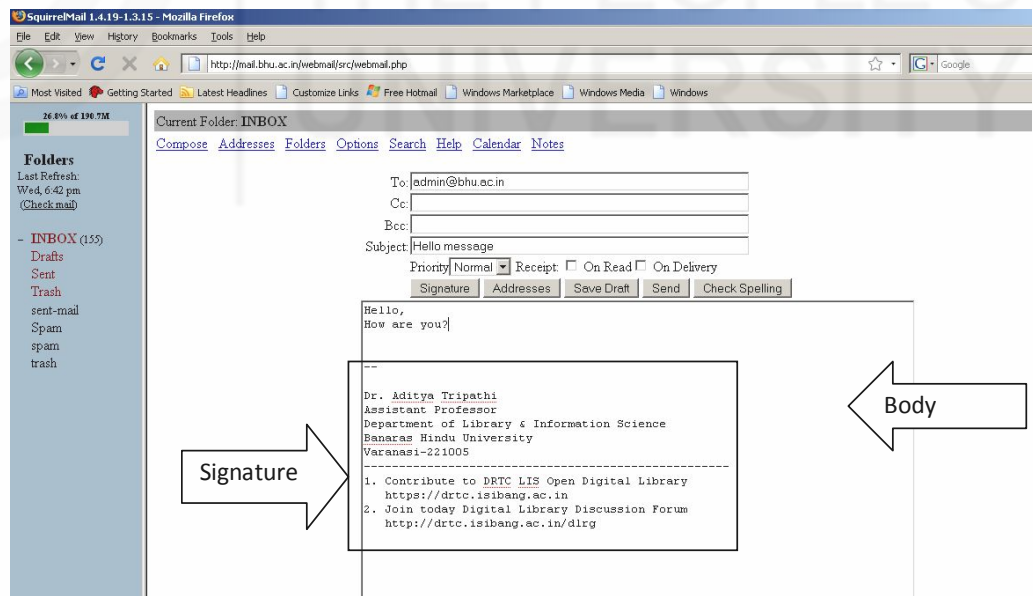 THE PEOPLE'S
UNIVERSITY
SquirrelMail 1.4.19-1.3.15 - Mozilla Firefox
File Edit View History Bookmarks Tools Help
http://mail.bhu.ac.in/webmail/src/webmail.php
G Google
Most Visited Getting Started Latest Headlines Customize Links Free Hotmail Windows Marketplace Windows Media Windows
26.8% of 190.7M
Folders
Last Refresh:
Wed, 6:42 pm
(Check mail)
- INBOX (155)
Drafts
Sent
Trash
sent-mail
Spam
spam
trash
Current Folder: INBOX
Compose Addresses Folders Options Search Help Calendar Notes
To: admin@bhu.ac.in
Cc:
Bcc:
Subject: Hello message
Priority Normal Receipt: On Read On Delivery
Signature Addresses Save Draft Send Check Spelling
Hello,
How are you?
--
Dr. Aditya Tripathi
Assistant Professor
Department of Library & Information Science
Banaras Hindu University
Varanasi-221005
------------------------------------------------------
1. Contribute to DRTC LIS Open Digital Library
https://drtc.isibang.ac.in
2. Join today Digital Library Discussion Forum
http://drtc.isibang.ac.in/dlrg
Signature
Body